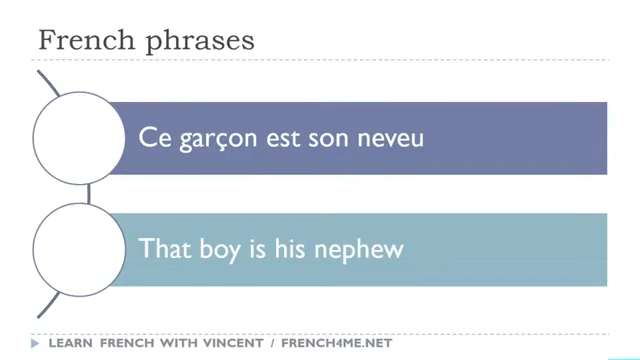 French phrases
Ce garçon est son neveu
That boy is his nephew
LEARN FRENCH WITH VINCENT / FRENCH4ME.NET